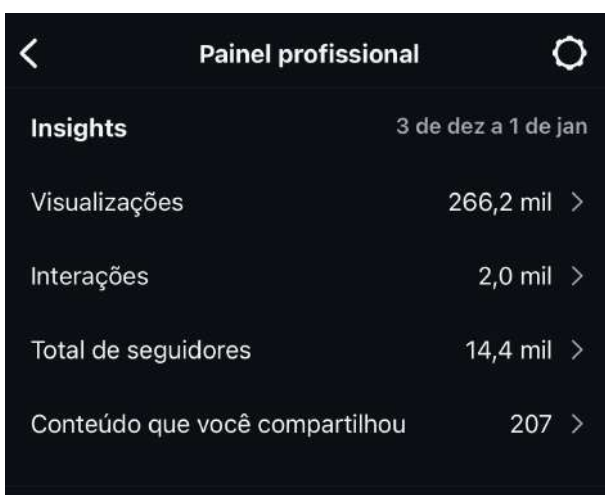 Painel profissional
Insights 3 de dez a 1 de jan
Visualizações 266,2 mil
Interações 2,0 mil
Total de seguidores 14,4 mil
Conteúdo que você compartilhou 207